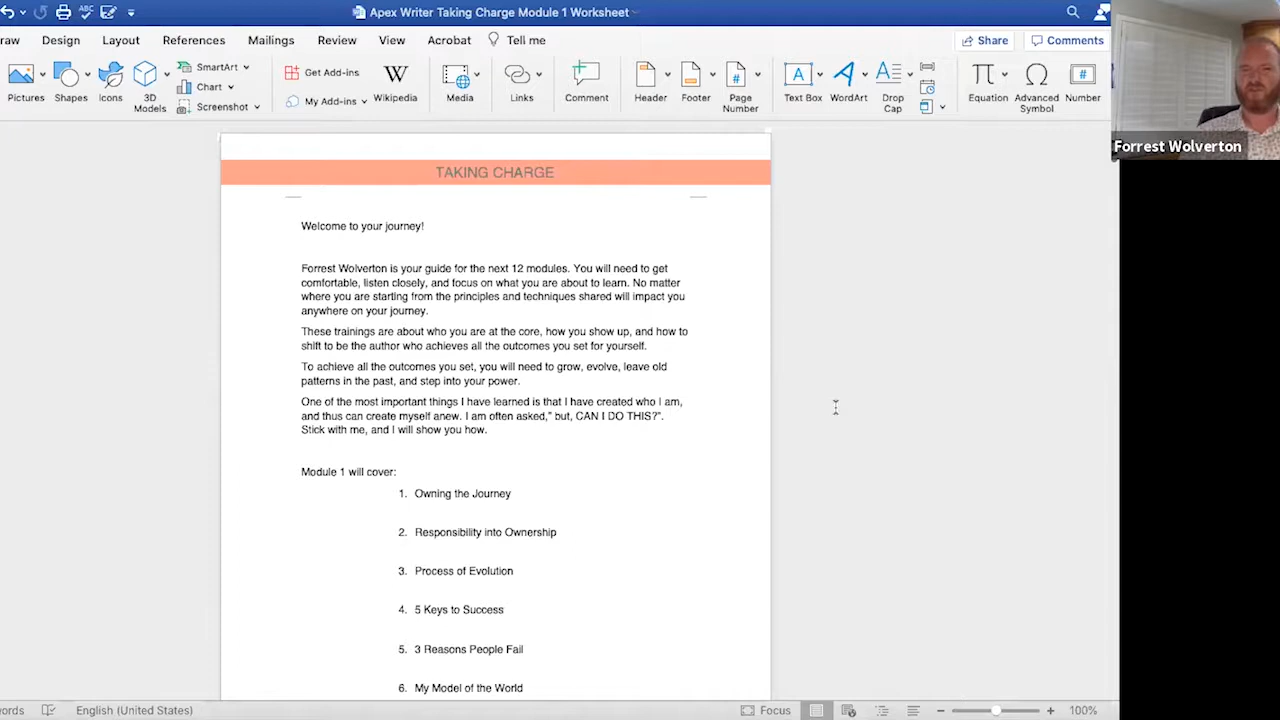 Apex Writer Taking Charge Module 1 Worksheet
raw Design Layout References Mailings Review View Acrobat Tell me Share Comments
Pictures Shapes Icons 3D Models SmartArt Chart Screenshot Get Add-ins My Add-ins Wikipedia Media Links Comment Header Footer Page Number Text Box WordArt Drop Cap Equation Advanced Symbol Number
Forrest Wolverton
TAKING CHARGE
Welcome to your journey!
Forrest Wolverton is your guide for the next 12 modules. You will need to get
comfortable, listen closely, and focus on what you are about to learn. No matter
where you are starting from the principles and techniques shared will impact you
anywhere on your journey.
These trainings are about who you are at the core, how you show up, and how to
shift to be the author who achieves all the outcomes you set for yourself.
To achieve all the outcomes you set, you will need to grow, evolve, leave old
patterns in the past, and step into your power.
One of the most important things I have learned is that I have created who I am,
and thus can create myself anew. I am often asked," but, CAN I DO THIS?".
Stick with me, and I will show you how.
Module 1 will cover:
1. Owning the Journey
2. Responsibility into Ownership
3. Process of Evolution
4. 5 Keys to Success
5. 3 Reasons People Fail
6. My Model of the World
ords English (United States) Focus 100%